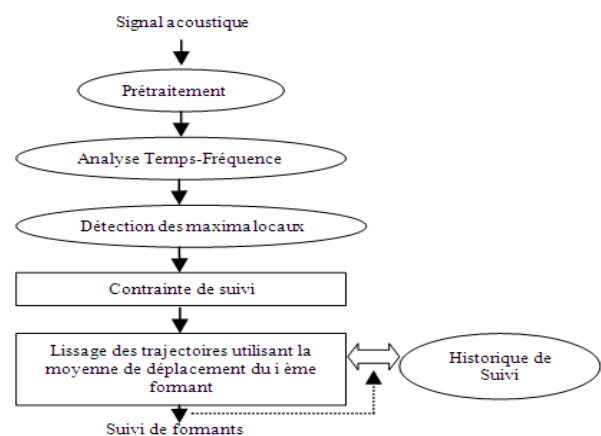 Signal acoustique
Prétraitement
Analyse Temps-Fréquence
Détection des maxima locaux
Contrainte de suivi
Lissage des trajectoires utilisant la
moyenne de déplacement du i ème
formant
Historique de
Suivi
Suivi de formants